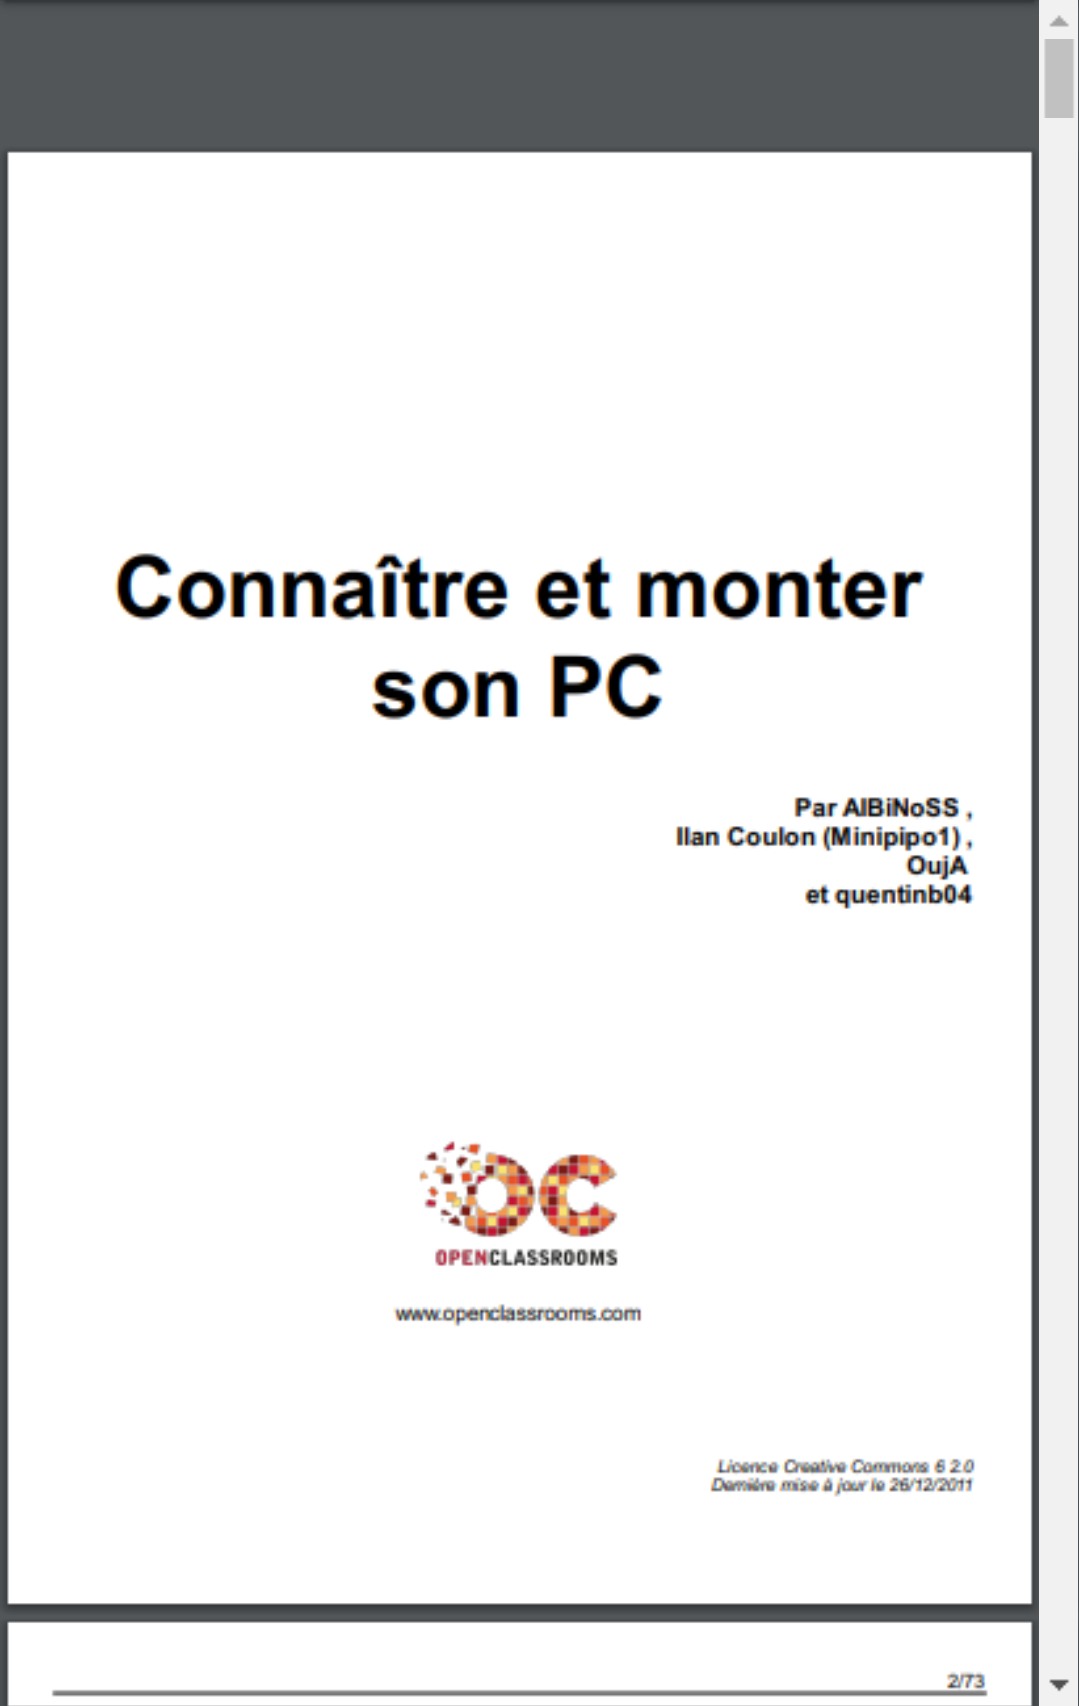 Connaître et monter
son PC
Par AlBiNoSS ,
Ilan Coulon (Minipipo1) ,
OujA
et quentinb04
OC
OPENCLASSROOMS
www.openclassrooms.com
Licence Creative Commons 6 2.0
Dernière mise à jour le 26/12/2011
2/73